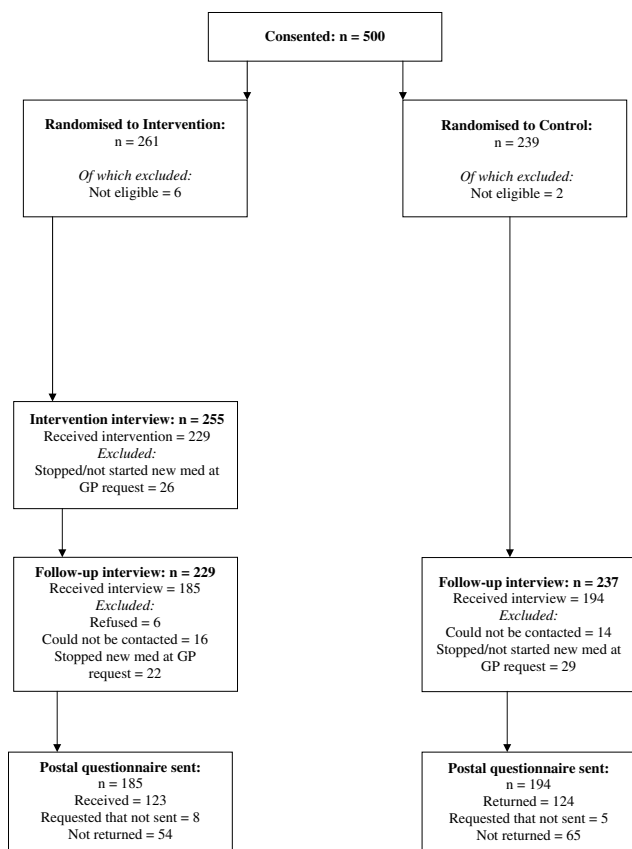 Consented: n = 500
Randomised to Intervention:
n = 261
Of which excluded:
Not eligible = 6
Randomised to Control:
n = 239
Of which excluded:
Not eligible = 2
Intervention interview: n = 255
Received intervention = 229
Excluded:
Stopped/not started new med at
GP request = 26
Follow-up interview: n = 229
Received interview = 185
Excluded:
Refused = 6
Could not be contacted = 16
Stopped new med at GP
request = 22
Follow-up interview: n = 237
Received interview = 194
Excluded:
Could not be contacted = 14
Stopped/not started new med at
GP request = 29
Postal questionnaire sent:
n = 185
Received = 123
Requested that not sent = 8
Not returned = 54
Postal questionnaire sent:
n = 194
Returned = 124
Requested that not sent = 5
Not returned = 65